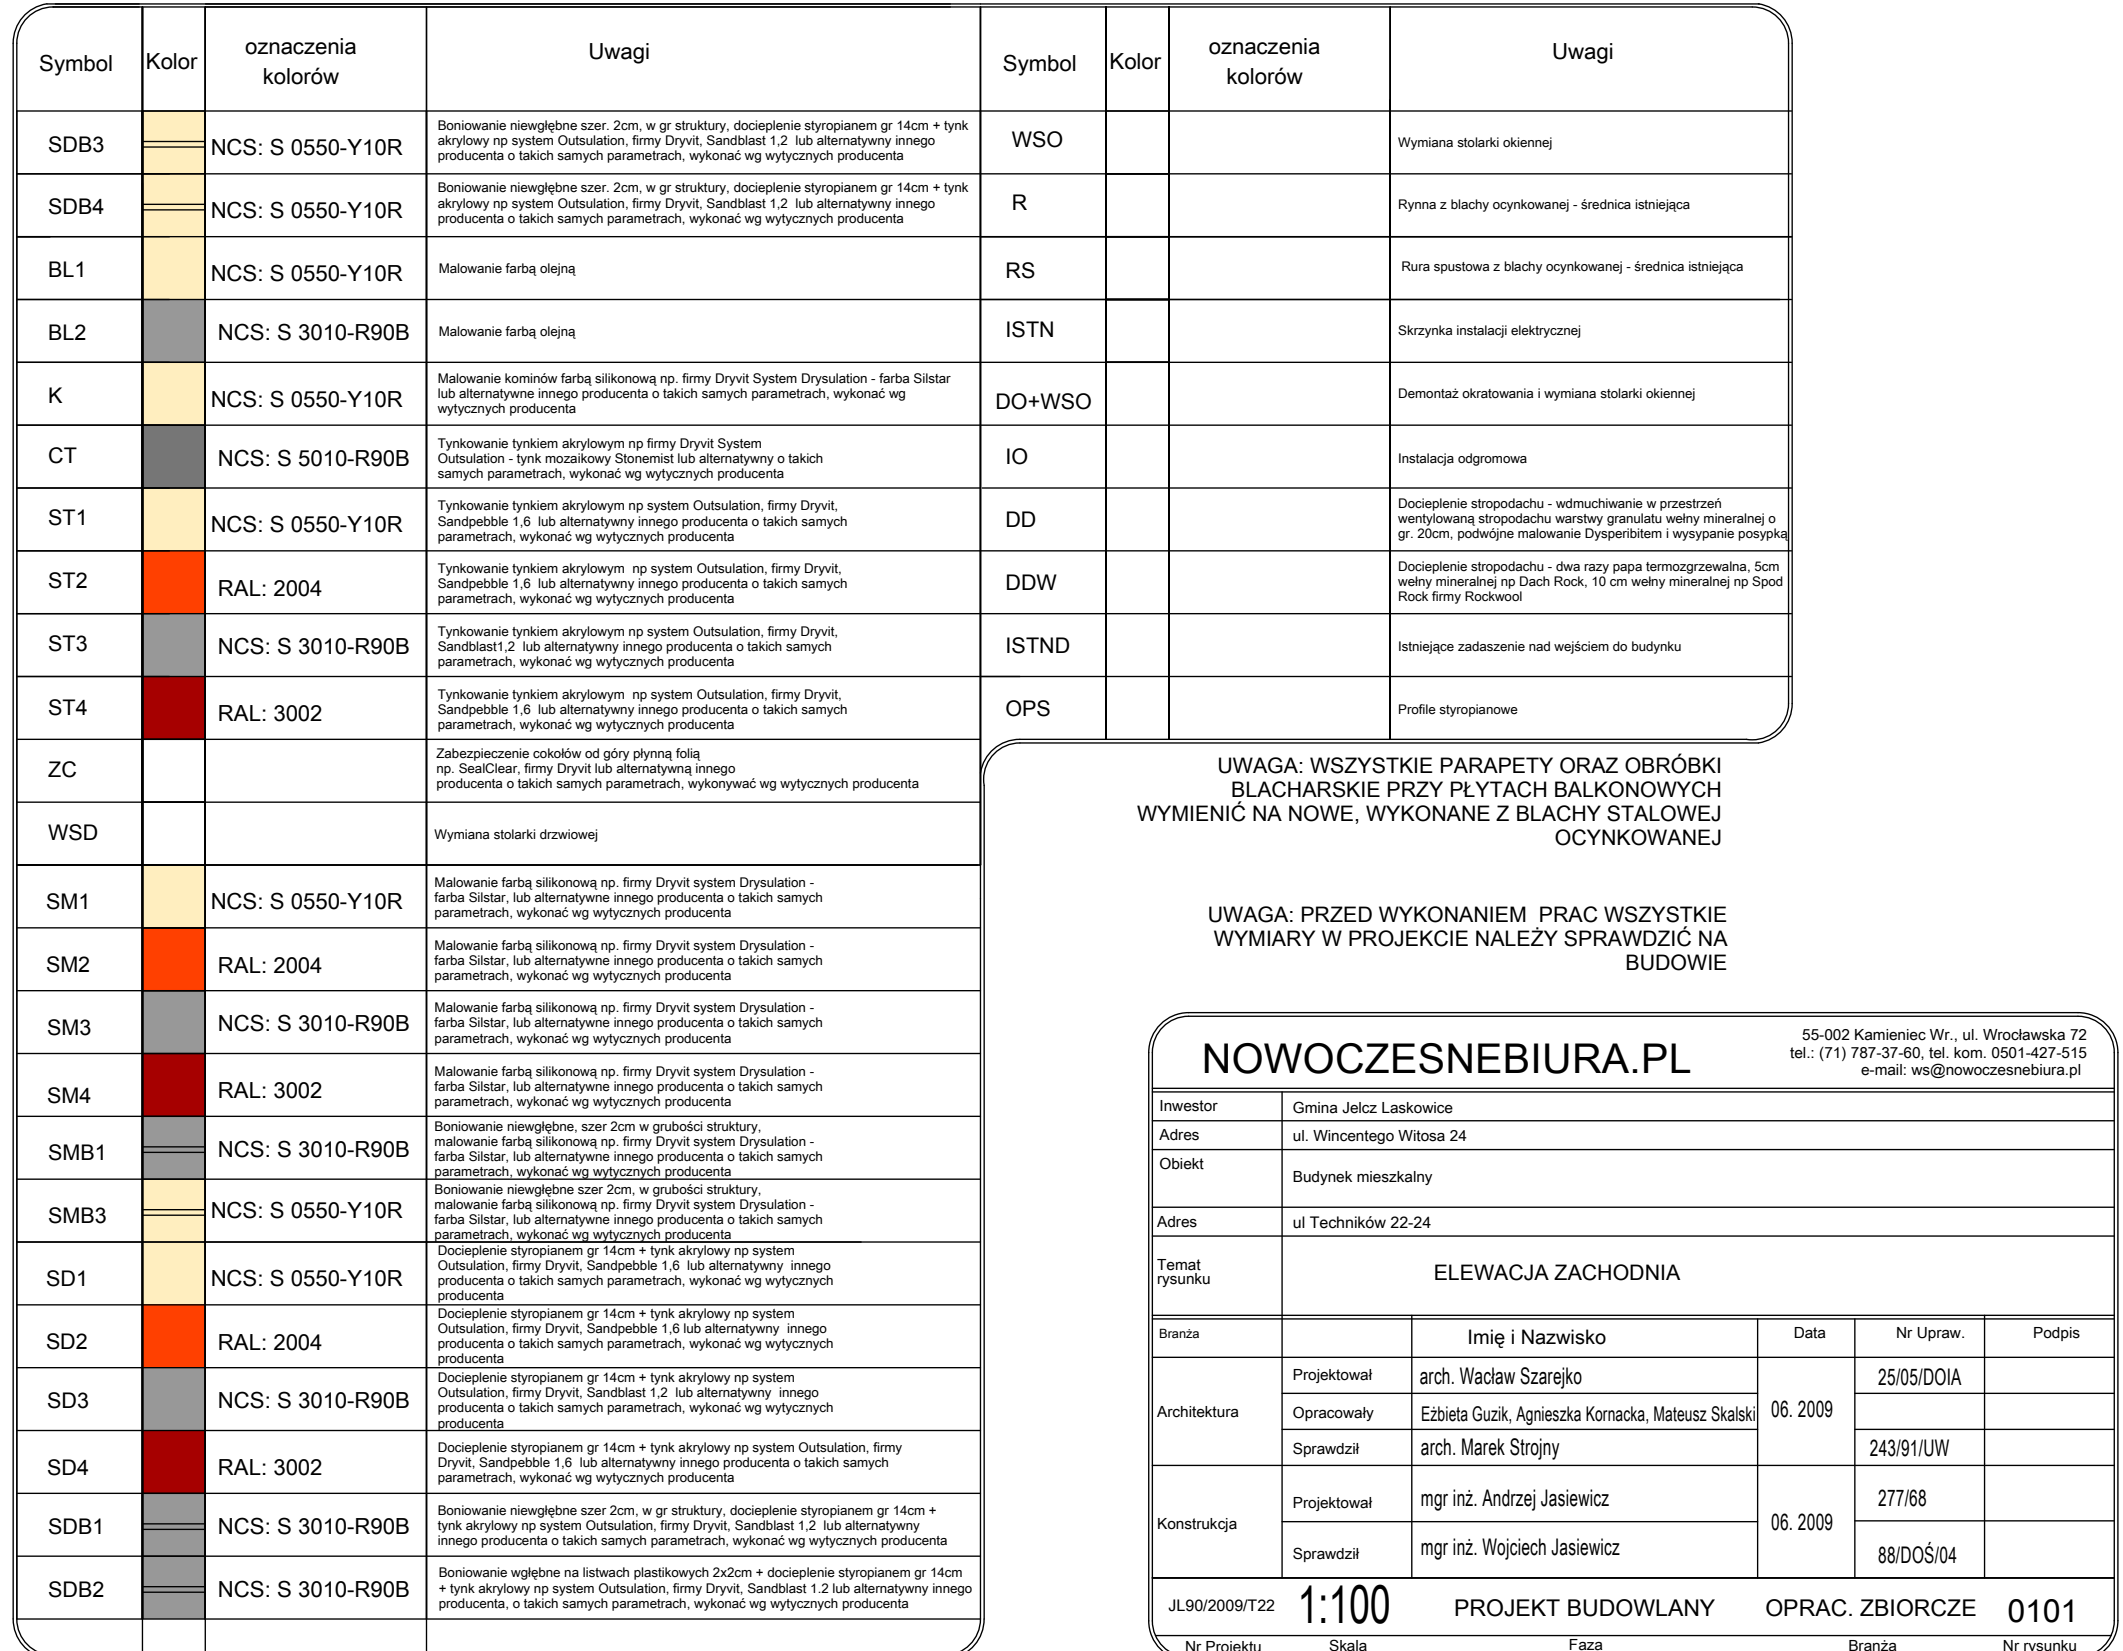 Symbol
Kolor
oznaczenia
kolorów
Uwagi
SDB3
NCS: S 0550-Y10R
Boniowanie niewgłębne szer. 2cm, w gr struktury, docieplenie styropianem gr 14cm + tynk
akrylowy np system Outsulation, firmy Dryvit, Sandblast 1,2 lub alternatywny innego
producenta o takich samych parametrach, wykonać wg wytycznych producenta
SDB4
NCS: S 0550-Y10R
Boniowanie niewgłębne szer. 2cm, w gr struktury, docieplenie styropianem gr 14cm + tynk
akrylowy np system Outsulation, firmy Dryvit, Sandblast 1,2 lub alternatywny innego
producenta o takich samych parametrach, wykonać wg wytycznych producenta
BL1
NCS: S 0550-Y10R
Malowanie farbą olejną
BL2
NCS: S 3010-R90B
Malowanie farbą olejną
K
NCS: S 0550-Y10R
Malowanie kominów farbą silikonową np. firmy Dryvit System Drysulation - farba Silstar
lub alternatywne innego producenta o takich samych parametrach, wykonać wg
wytycznych producenta
CT
NCS: S 5010-R90B
Tynkowanie tynkiem akrylowym np firmy Dryvit System
Outsulation - tynk mozaikowy Stonemist lub alternatywny o takich
samych parametrach, wykonać wg wytycznych producenta
ST1
NCS: S 0550-Y10R
Tynkowanie tynkiem akrylowym np system Outsulation, firmy Dryvit,
Sandpebble 1,6 lub alternatywny innego producenta o takich samych
parametrach, wykonać wg wytycznych producenta
ST2
RAL: 2004
Tynkowanie tynkiem akrylowym np system Outsulation, firmy Dryvit,
Sandpebble 1,6 lub alternatywny innego producenta o takich samych
parametrach, wykonać wg wytycznych producenta
ST3
NCS: S 3010-R90B
Tynkowanie tynkiem akrylowym np system Outsulation, firmy Dryvit,
Sandblast1,2 lub alternatywny innego producenta o takich samych
parametrach, wykonać wg wytycznych producenta
ST4
RAL: 3002
Tynkowanie tynkiem akrylowym np system Outsulation, firmy Dryvit,
Sandpebble 1,6 lub alternatywny innego producenta o takich samych
parametrach, wykonać wg wytycznych producenta
ZC
Zabezpieczenie cokołów od góry płynną folią
np. SealClear, firmy Dryvit lub alternatywną innego
producenta o takich samych parametrach, wykonywać wg wytycznych producenta
WSD
Wymiana stolarki drzwiowej
SM1
NCS: S 0550-Y10R
Malowanie farbą silikonową np. firmy Dryvit system Drysulation -
farba Silstar, lub alternatywne innego producenta o takich samych
parametrach, wykonać wg wytycznych producenta
SM2
RAL: 2004
Malowanie farbą silikonową np. firmy Dryvit system Drysulation -
farba Silstar, lub alternatywne innego producenta o takich samych
parametrach, wykonać wg wytycznych producenta
SM3
NCS: S 3010-R90B
Malowanie farbą silikonową np. firmy Dryvit system Drysulation -
farba Silstar, lub alternatywne innego producenta o takich samych
parametrach, wykonać wg wytycznych producenta
SM4
RAL: 3002
Malowanie farbą silikonową np. firmy Dryvit system Drysulation -
farba Silstar, lub alternatywne innego producenta o takich samych
parametrach, wykonać wg wytycznych producenta
SMB1
NCS: S 3010-R90B
Boniowanie niewgłębne, szer 2cm w grubości struktury,
malowanie farbą silikonową np. firmy Dryvit system Drysulation -
farba Silstar, lub alternatywne innego producenta o takich samych
parametrach, wykonać wg wytycznych producenta
SMB3
NCS: S 0550-Y10R
Boniowanie niewgłębne szer 2cm, w grubości struktury,
malowanie farbą silikonową np. firmy Dryvit system Drysulation -
farba Silstar, lub alternatywne innego producenta o takich samych
parametrach, wykonać wg wytycznych producenta
SD1
NCS: S 0550-Y10R
Docieplenie styropianem gr 14cm + tynk akrylowy np system
Outsulation, firmy Dryvit, Sandpebble 1,6 lub alternatywny innego
producenta o takich samych parametrach, wykonać wg wytycznych
producenta
SD2
RAL: 2004
Docieplenie styropianem gr 14cm + tynk akrylowy np system
Outsulation, firmy Dryvit, Sandpebble 1,6 lub alternatywny innego
producenta o takich samych parametrach, wykonać wg wytycznych
producenta
SD3
NCS: S 3010-R90B
Docieplenie styropianem gr 14cm + tynk akrylowy np system
Outsulation, firmy Dryvit, Sandblast 1,2 lub alternatywny innego
producenta o takich samych parametrach, wykonać wg wytycznych
producenta
SD4
RAL: 3002
Docieplenie styropianem gr 14cm + tynk akrylowy np system Outsulation, firmy
Dryvit, Sandpebble 1,6 lub alternatywny innego producenta o takich samych
parametrach, wykonać wg wytycznych producenta
SDB1
NCS: S 3010-R90B
Boniowanie niewgłębne szer 2cm, w gr struktury, docieplenie styropianem gr 14cm +
tynk akrylowy np system Outsulation, firmy Dryvit, Sandblast 1,2 lub alternatywny
innego producenta o takich samych parametrach, wykonać wg wytycznych producenta
SDB2
NCS: S 3010-R90B
Boniowanie wgłębne na listwach plastikowych 2x2cm + docieplenie styropianem gr 14cm
+ tynk akrylowy np system Outsulation, firmy Dryvit, Sandblast 1.2 lub alternatywny innego
producenta, o takich samych parametrach, wykonać wg wytycznych producenta
Symbol
Kolor
oznaczenia
kolorów
Uwagi
WSO
Wymiana stolarki okiennej
R
Rynna z blachy ocynkowanej - średnica istniejąca
RS
Rura spustowa z blachy ocynkowanej - średnica istniejąca
ISTN
Skrzynka instalacji elektrycznej
DO+WSO
Demontaż okratowania i wymiana stolarki okiennej
IO
Instalacja odgromowa
DD
Docieplenie stropodachu - wdmuchiwanie w przestrzeń
wentylowaną stropodachu warstwy granulatu wełny mineralnej o
gr. 20cm, podwójne malowanie Dysperibitem i wysypanie posypką
DDW
Docieplenie stropodachu - dwa razy papa termozgrzewalna, 5cm
wełny mineralnej np Dach Rock, 10 cm wełny mineralnej np Spod
Rock firmy Rockwool
ISTND
Istniejące zadaszenie nad wejściem do budynku
OPS
Profile styropianowe
UWAGA: WSZYSTKIE PARAPETY ORAZ OBRÓBKI
BLACHARSKIE PRZY PŁYTACH BALKONOWYCH
WYMIENIĆ NA NOWE, WYKONANE Z BLACHY STALOWEJ
OCYNKOWANEJ
UWAGA: PRZED WYKONANIEM PRAC WSZYSTKIE
WYMIARY W PROJEKCIE NALEŻY SPRAWDZIĆ NA
BUDOWIE
NOWOCZESNEBIURA.PL
55-002 Kamieniec Wr., ul. Wrocławska 72
tel.: (71) 787-37-60, tel. kom. 0501-427-515
e-mail: ws@nowoczesnebiura.pl
Inwestor
Gmina Jelcz Laskowice
Adres
ul. Wincentego Witosa 24
Obiekt
Budynek mieszkalny
Adres
ul Techników 22-24
Temat
rysunku
ELEWACJA ZACHODNIA
Branża
Imię i Nazwisko
Data
Nr Upraw.
Podpis
Architektura
Projektował
arch. Wacław Szarejko
06. 2009
25/05/DOIA
Opracowały
Eżbieta Guzik, Agnieszka Kornacka, Mateusz Skalski
Sprawdził
arch. Marek Strojny
243/91/UW
Konstrukcja
Projektował
mgr inż. Andrzej Jasiewicz
06. 2009
277/68
Sprawdził
mgr inż. Wojciech Jasiewicz
88/DOŚ/04
JL90/2009/T22
1:100
PROJEKT BUDOWLANY
OPRAC. ZBIORCZE
0101
Nr Projektu
Skala
Faza
Branża
Nr rysunku